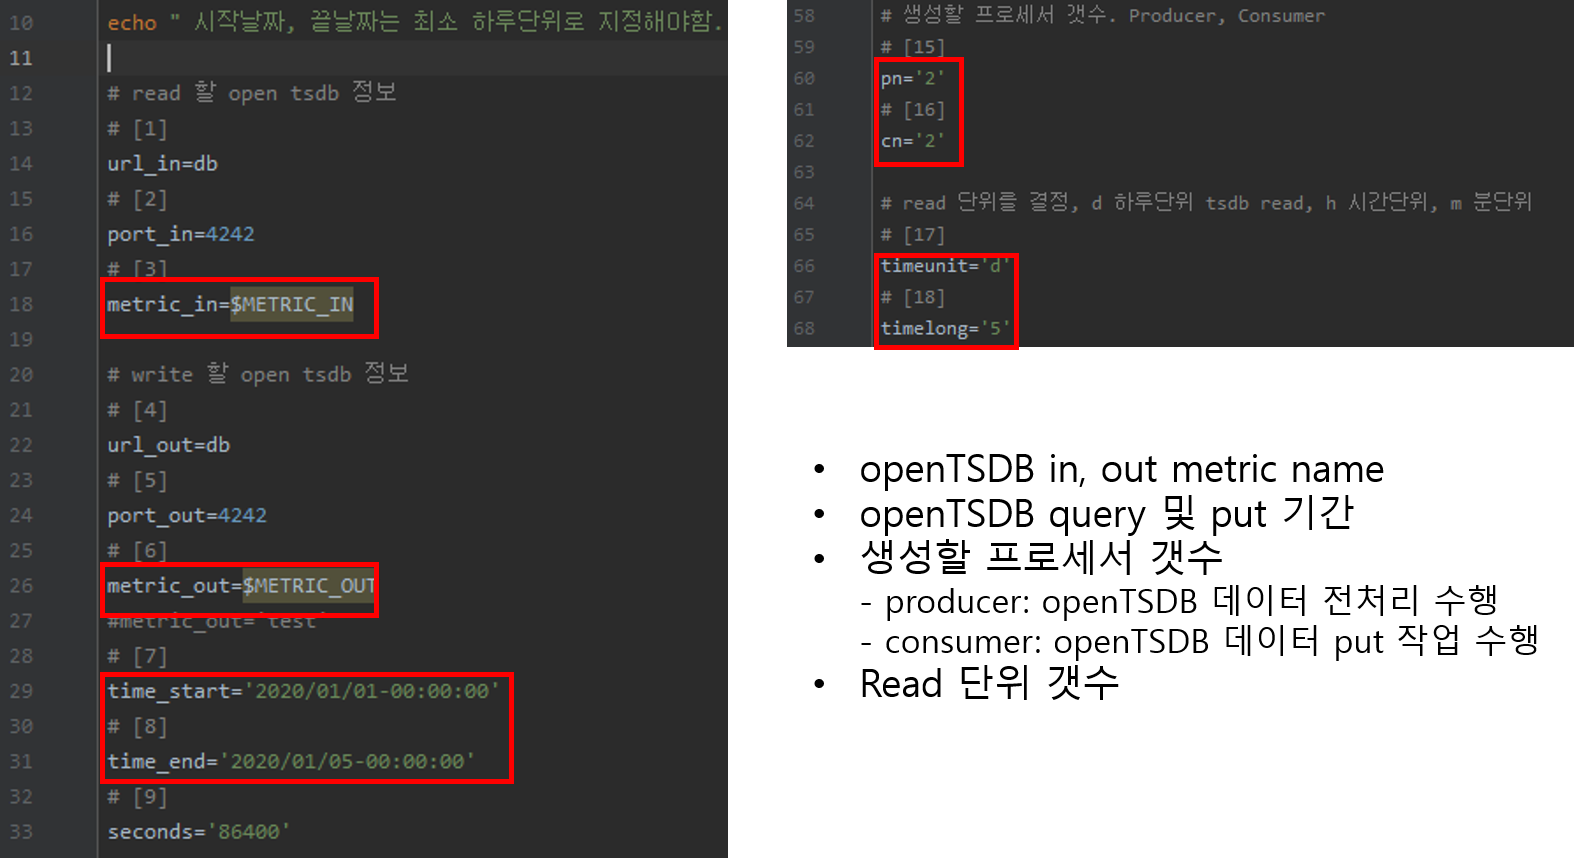 10 echo " 시작날짜, 끝날짜는 최소 하루단위로 지정해야함.
11
12 # read 할 open tsdb 정보
13 # [1]
14 url_in=db
15 # [2]
16 port_in=4242
17 # [3]
18 metric_in=$METRIC_IN
19
20 # write 할 open tsdb 정보
21 # [4]
22 url_out=db
23 # [5]
24 port_out=4242
25 # [6]
26 metric_out=$METRIC_OUT
27 #metric_out='test'
28 # [7]
29 time_start='2020/01/01-00:00:00'
30 # [8]
31 time_end='2020/01/05-00:00:00'
32 # [9]
33 seconds='86400'
58 # 생성할 프로세서 갯수. Producer, Consumer
59 # [15]
60 pn='2'
61 # [16]
62 cn='2'
63
64 # read 단위를 결정, d 하루단위 tsdb read, h 시간단위, m 분단위
65 # [17]
66 timeunit='d'
67 # [18]
68 timelong='5'
• openTSDB in, out metric name
• openTSDB query 및 put 기간
• 생성할 프로세서 갯수
- producer: openTSDB 데이터 전처리 수행
- consumer: openTSDB 데이터 put 작업 수행
• Read 단위 갯수